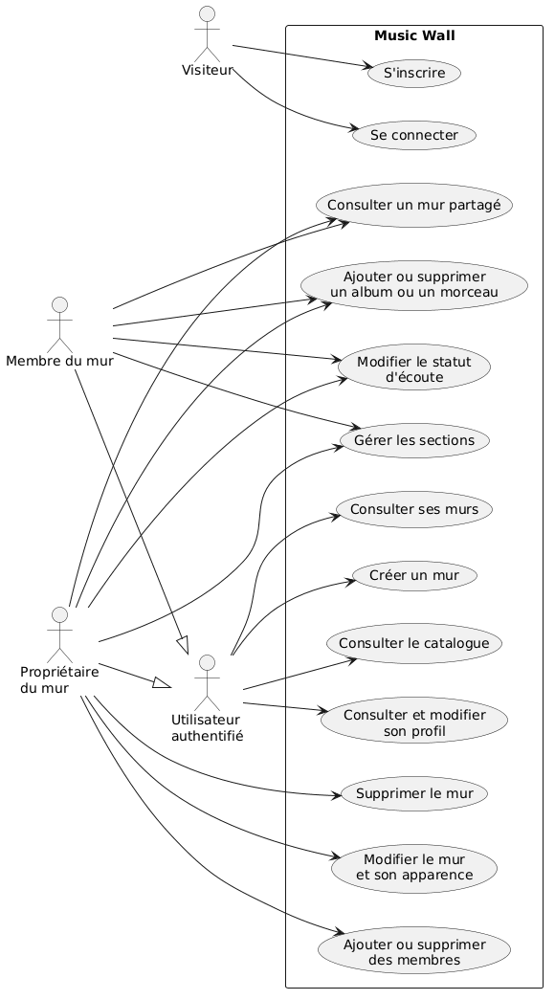 Music Wall
Visiteur
S'inscrire
Se connecter
Consulter un mur partagé
Ajouter ou supprimer
un album ou un morceau
Membre du mur
Modifier le statut
d'écoute
Gérer les sections
Consulter ses murs
Créer un mur
Consulter le catalogue
Propriétaire
du mur
Utilisateur
authentifié
Consulter et modifier
son profil
Supprimer le mur
Modifier le mur
et son apparence
Ajouter ou supprimer
des membres